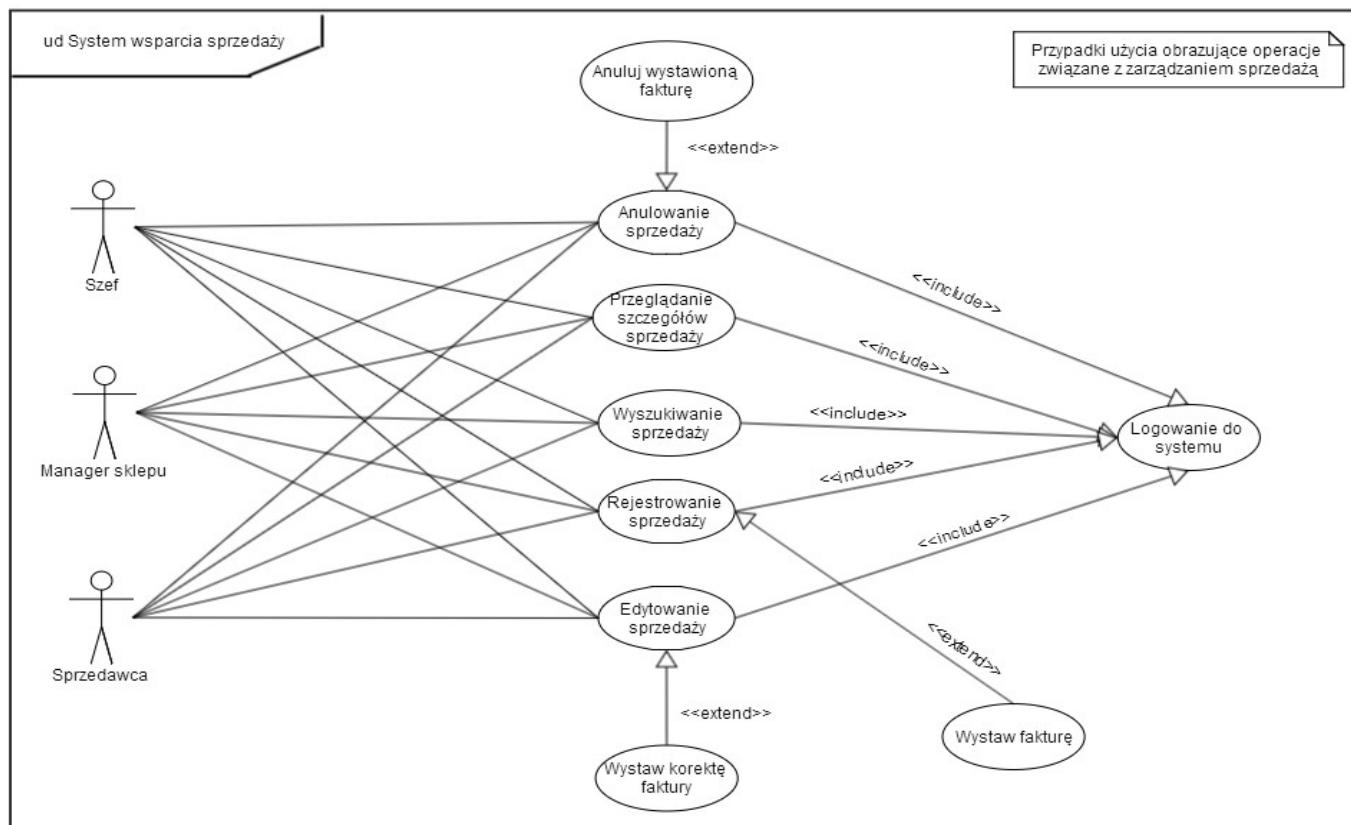 ud System wsparcia sprzedaży
Przypadki użycia obrazujące operacje
związane z zarządzaniem sprzedażą
Anuluj wystawioną
fakturę
<<extend>>
Szef
Anulowanie
sprzedaży
<<include>>
Przeglądanie
szczegółów
sprzedaży
<<include>>
Manager sklepu
Wyszukiwanie
sprzedaży
<<include>>
Logowanie do
systemu
Rejestrowanie
sprzedaży
<<include>>
<<include>>
Sprzedawca
Edytowanie
sprzedaży
<<extend>>
<<extend>>
Wystaw fakturę
Wystaw korektę
faktury